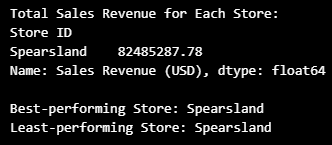 Total Sales Revenue for Each Store:
Store ID
Spearsland    82485287.78
Name: Sales Revenue (USD), dtype: float64

Best-performing Store: Spearsland
Least-performing Store: Spearsland